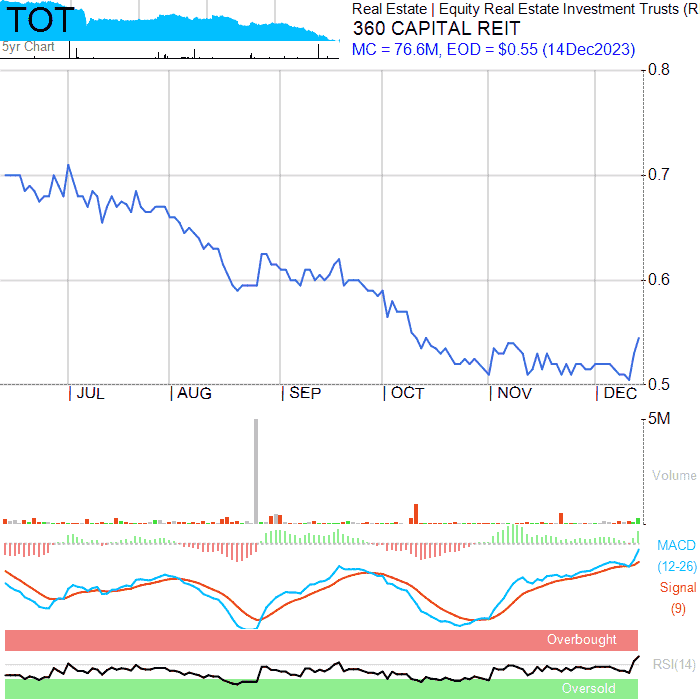 TOT
5yr Chart
Real Estate | Equity Real Estate Investment Trusts (R
360 CAPITAL REIT
MC = 76.6M, EOD = $0.55 (14Dec2023)
0.8
0.7
0.6
0.5
| JUL | AUG | SEP | OCT | NOV | DEC
5M
Volume
MACD
(12-26)
Signal
(9)
Overbought
RSI(14)
Oversold